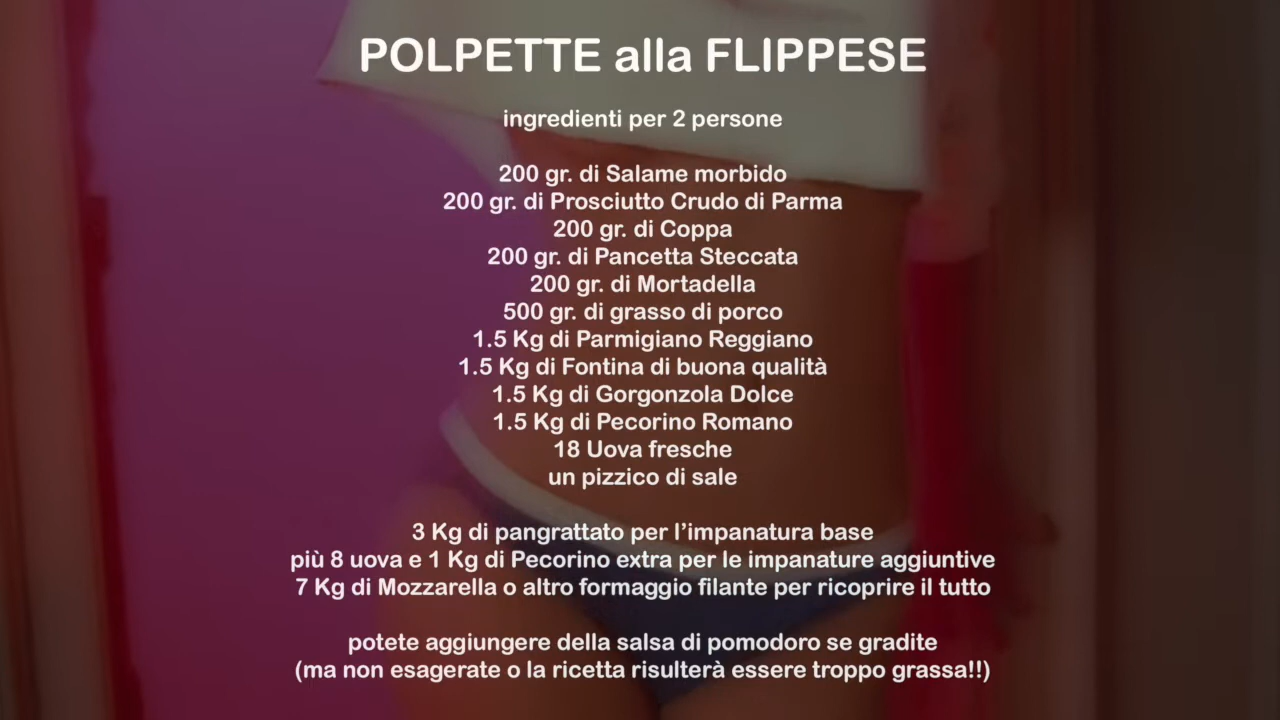 POLPETTE alla FLIPPESE
ingredienti per 2 persone
200 gr. di Salame morbido
200 gr. di Prosciutto Crudo di Parma
200 gr. di Coppa
200 gr. di Pancetta Steccata
200 gr. di Mortadella
500 gr. di grasso di porco
1.5 Kg di Parmigiano Reggiano
1.5 Kg di Fontina di buona qualità
1.5 Kg di Gorgonzola Dolce
1.5 Kg di Pecorino Romano
18 Uova fresche
un pizzico di sale
3 Kg di pangrattato per l’impanatura base
più 8 uova e 1 Kg di Pecorino extra per le impanature aggiuntive
7 Kg di Mozzarella o altro formaggio filante per ricoprire il tutto
potete aggiungere della salsa di pomodoro se gradite
(ma non esagerate o la ricetta risulterà essere troppo grassa!!)